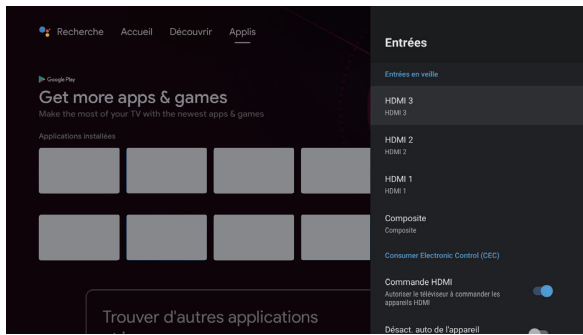 Recherche Accueil Découvrir Applis
Google Play
Get more apps & games
Make the most of your TV with the newest apps & games
Applications installées
Trouver d'autres applications
Entrées
Entrées en veille
HDMI 3
HDMI 3
HDMI 2
HDMI 2
HDMI 1
HDMI 1
Composite
Composite
Consumer Electronic Control (CEC)
Commande HDMI
Autoriser le téléviseur à commander les
appareils HDMI
Désact. auto de l'appareil